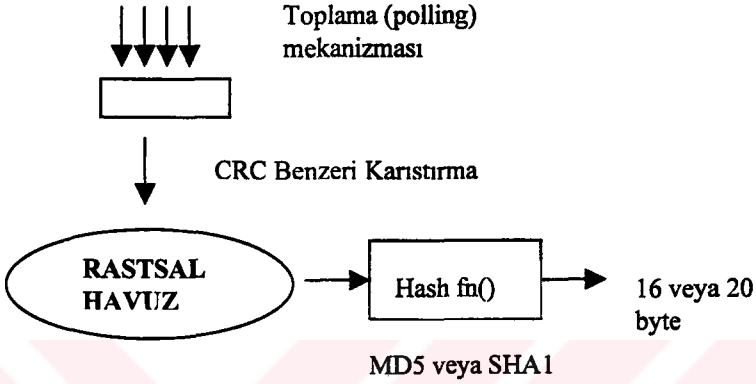 Toplama (polling)
mekanizması
CRC Benzeri Karıstırma
RASTSAL
HAVUZ
Hash fn()
16 veya 20
byte
MD5 veya SHA1